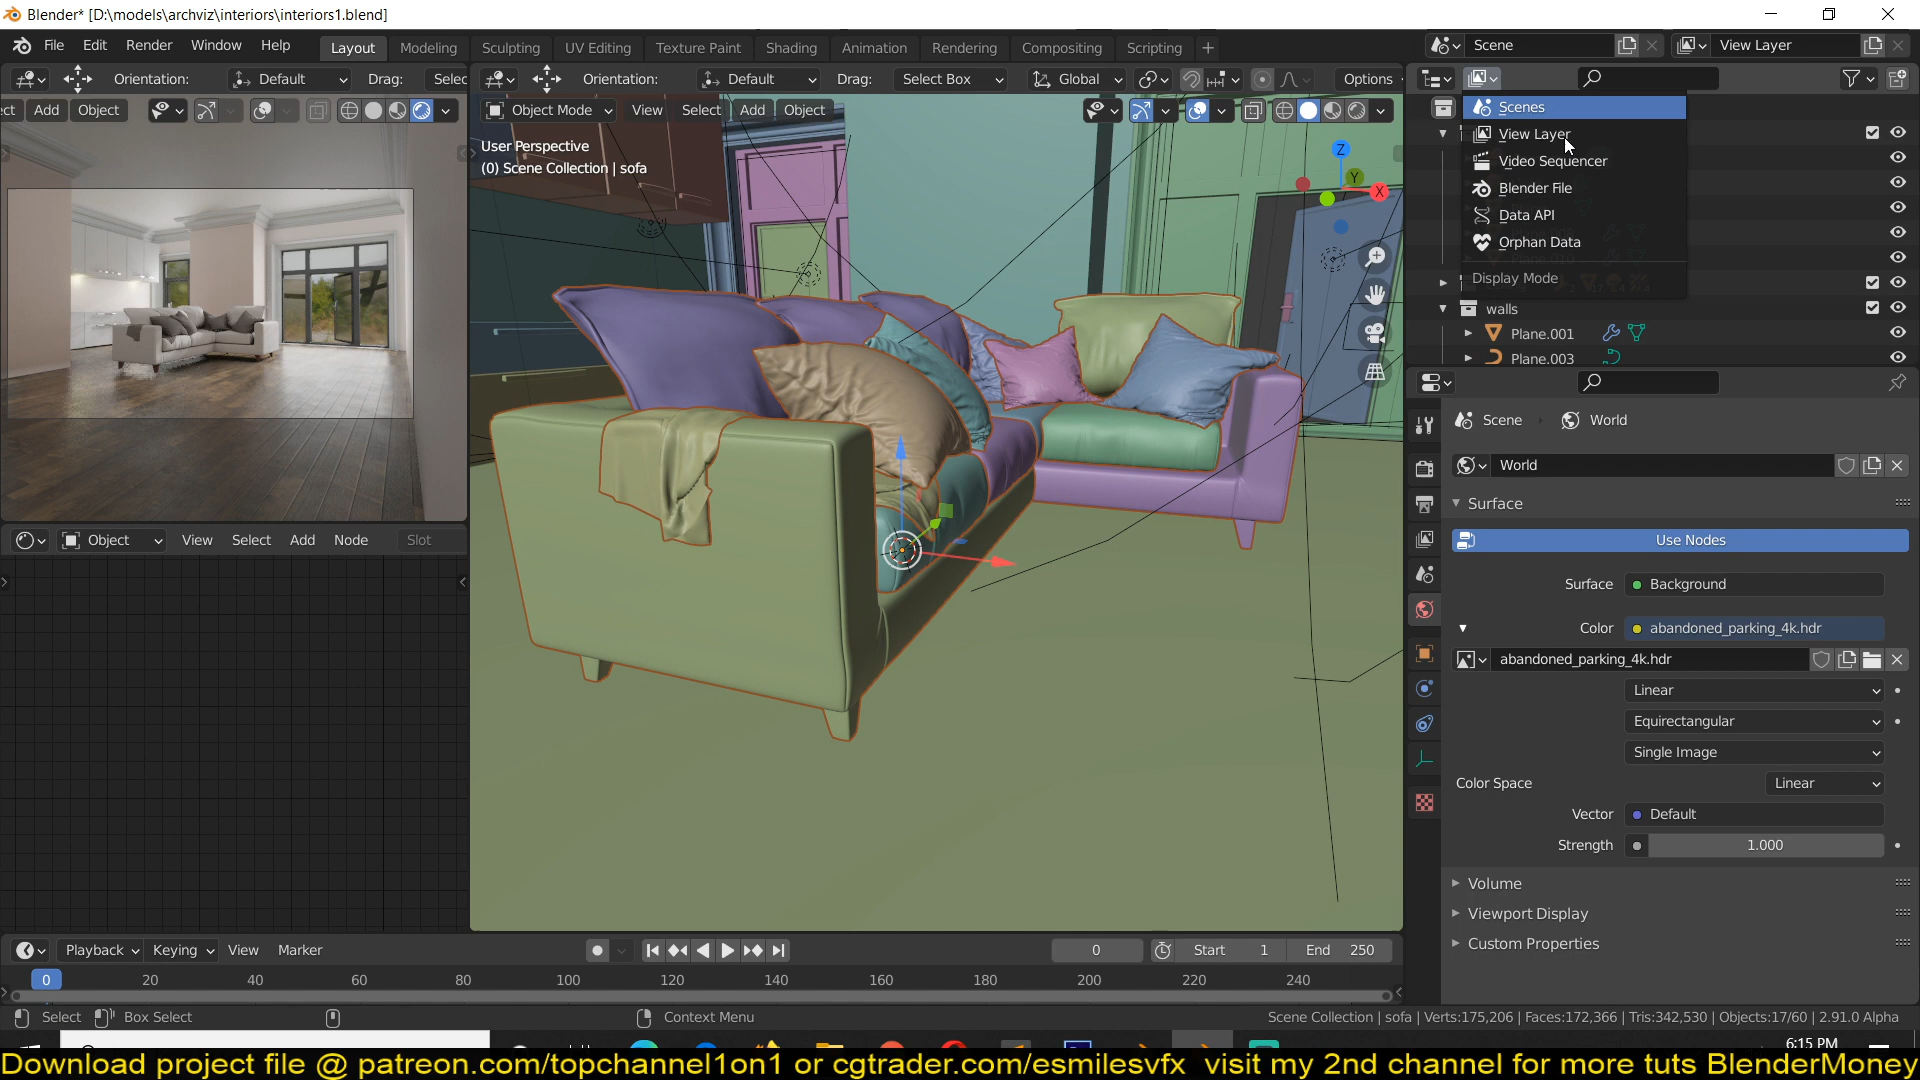 Blender* [D:\models\archviz\interiors\interiors1.blend]
File Edit Render Window Help Layout Modeling Sculpting UV Editing Texture Paint Shading Animation Rendering Compositing Scripting + Scene View Layer
Orientation: Default Drag: Selec Orientation: Default Drag: Select Box Global Options
ect Add Object Object Mode View Select Add Object
User Perspective
(0) Scene Collection | sofa
Z
Y
X
Scenes
View Layer
Video Sequencer
Blender File
Data API
Orphan Data
Display Mode
walls
Plane.001
Plane.003
Scene World
World
Surface
Use Nodes
Surface Background
Color abandoned_parking_4k.hdr
abandoned_parking_4k.hdr
Linear
Equirectangular
Single Image
Color Space Linear
Vector Default
Strength 1.000
Volume
Viewport Display
Custom Properties
Object View Select Add Node Slot
Playback Keying View Marker 0 Start 1 End 250
0 20 40 60 80 100 120 140 160 180 200 220 240
Select Box Select Context Menu Scene Collection | sofa | Verts:175,206 | Faces:172,366 | Tris:342,530 | Objects:17/60 | 2.91.0 Alpha
6:15 PM
Download project file @ patreon.com/topchannel1on1 or cgtrader.com/esmilesvfx visit my 2nd channel for more tuts BlenderMoney